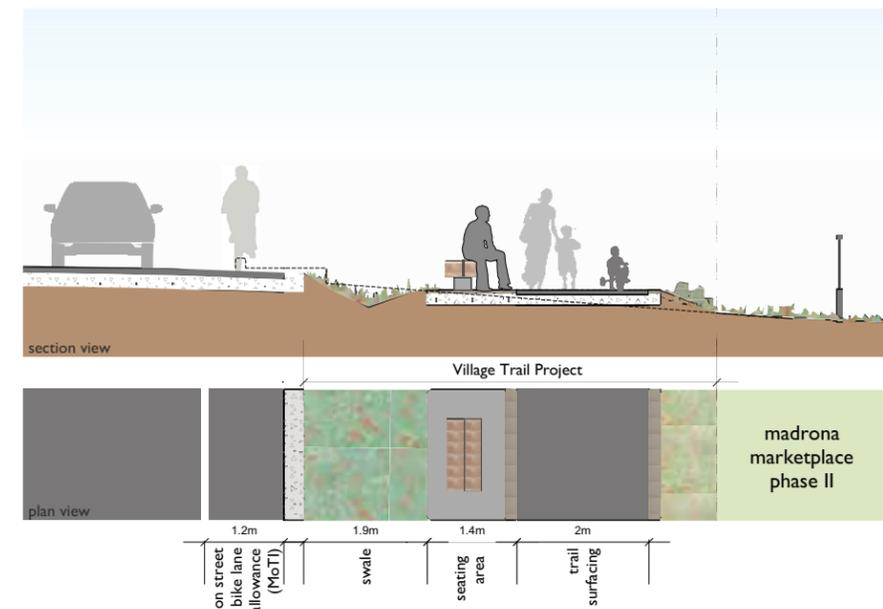 section view
Village Trail Project
madrona
marketplace
phase II
plan view
1.2m
1.9m
1.4m
2m
on street
bike lane
allowance
(MoTI)
swale
seating
area
trail
surfacing